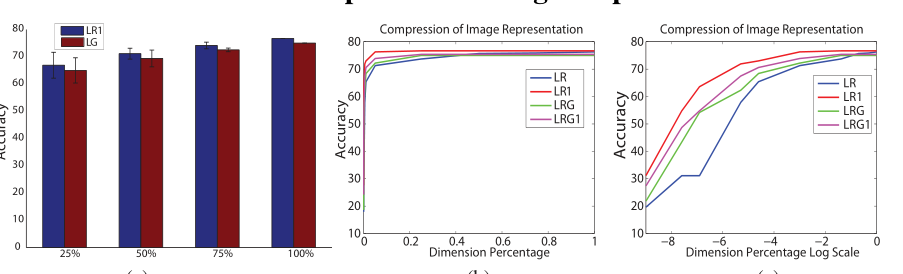 Compression of Image Representation
Compression of Image Representation
80
70
60
50
40
30
20
10
0
Accuracy
LR1
LG
25%
50%
75%
100%
80
70
60
50
40
30
20
10
Accuracy
LR
LR1
LRG
LRG1
0
0.2
0.4
0.6
0.8
1
Dimension Percentage
80
70
60
50
40
30
20
10
Accuracy
LR
LR1
LRG
LRG1
−8
−6
−4
−2
0
Dimension Percentage Log Scale